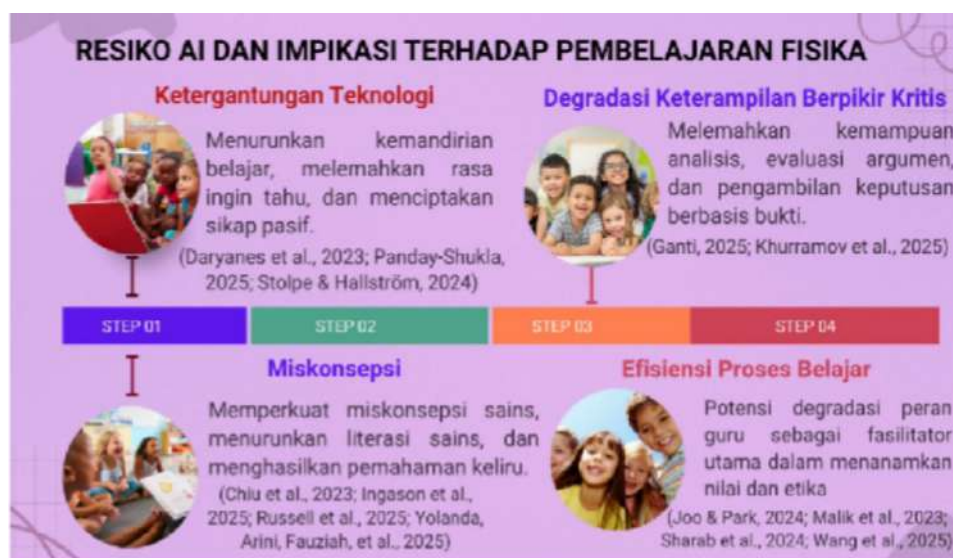 RESIKO AI DAN IMPIKASI TERHADAP PEMBELAJARAN FISIKA
Ketergantungan Teknologi
Menurunkan kemandirian
belajar, melemahkan rasa
ingin tahu, dan menciptakan
sikap pasif.
(Daryanes et al., 2023; Panday-Shukla,
2025; Stolpe & Hallström, 2024)
Degradasi Keterampilan Berpikir Kritis
Melemahkan kemampuan
analisis, evaluasi argumen,
dan pengambilan keputusan
berbasis bukti.
(Ganti, 2025; Khurramov et al., 2025)
STEP 01
STEP 02
STEP 03
STEP 04
Miskonsepsi
Memperkuat miskonsepsi sains,
menurunkan literasi sains, dan
menghasilkan pemahaman keliru.
(Chiu et al., 2023; Ingason et al.,
2025; Russell et al., 2025; Yolanda,
Arini, Fauziah, et al., 2025)
Efisiensi Proses Belajar
Potensi degradasi peran
guru sebagai fasilitator
utama dalam menanamkan
nilai dan etika
(Joo & Park, 2024; Malik et al., 2023;
Sharab et al., 2024; Wang et al., 2025)